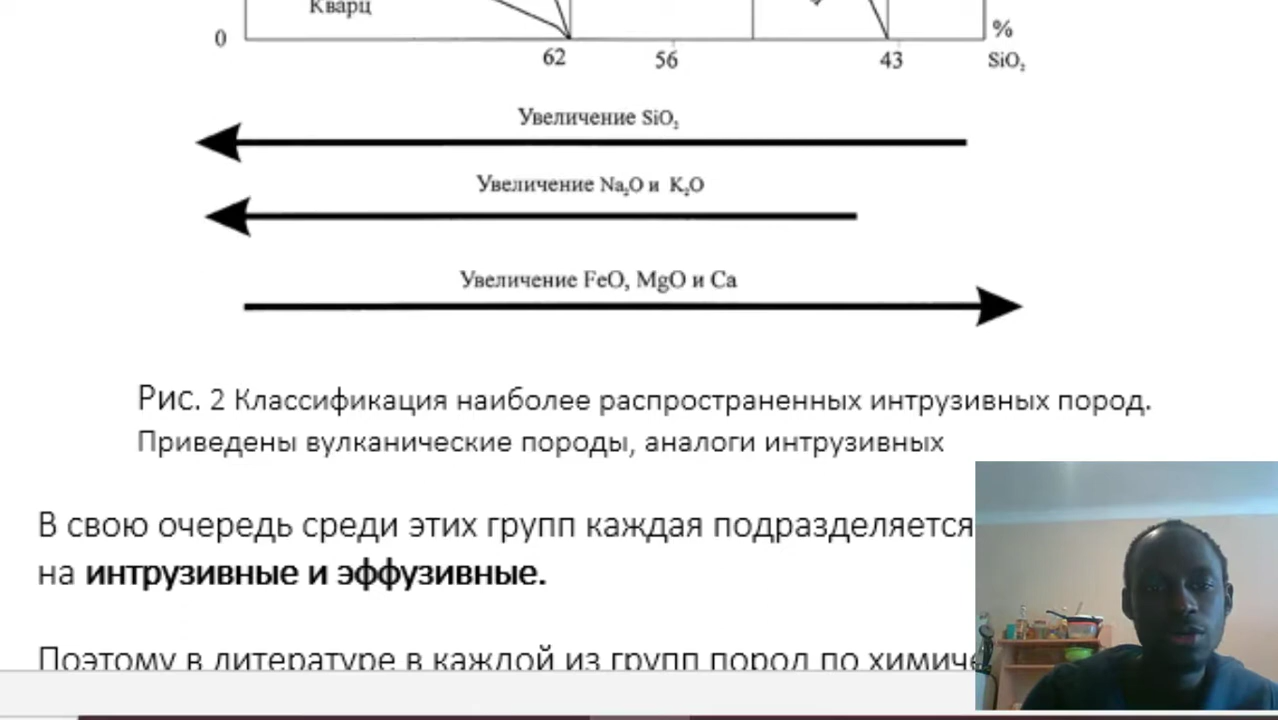 Кварц
0
%
62
56
43
SiO₂
Увеличение SiO₂
Увеличение Na₂O и K₂O
Увеличение FeO, MgO и Ca
Рис. 2 Классификация наиболее распространенных интрузивных пород.
Приведены вулканические породы, аналоги интрузивных
В свою очередь среди этих групп каждая подразделяется
на интрузивные и эффузивные.
Поэтому в литературе в каждой из групп пород по